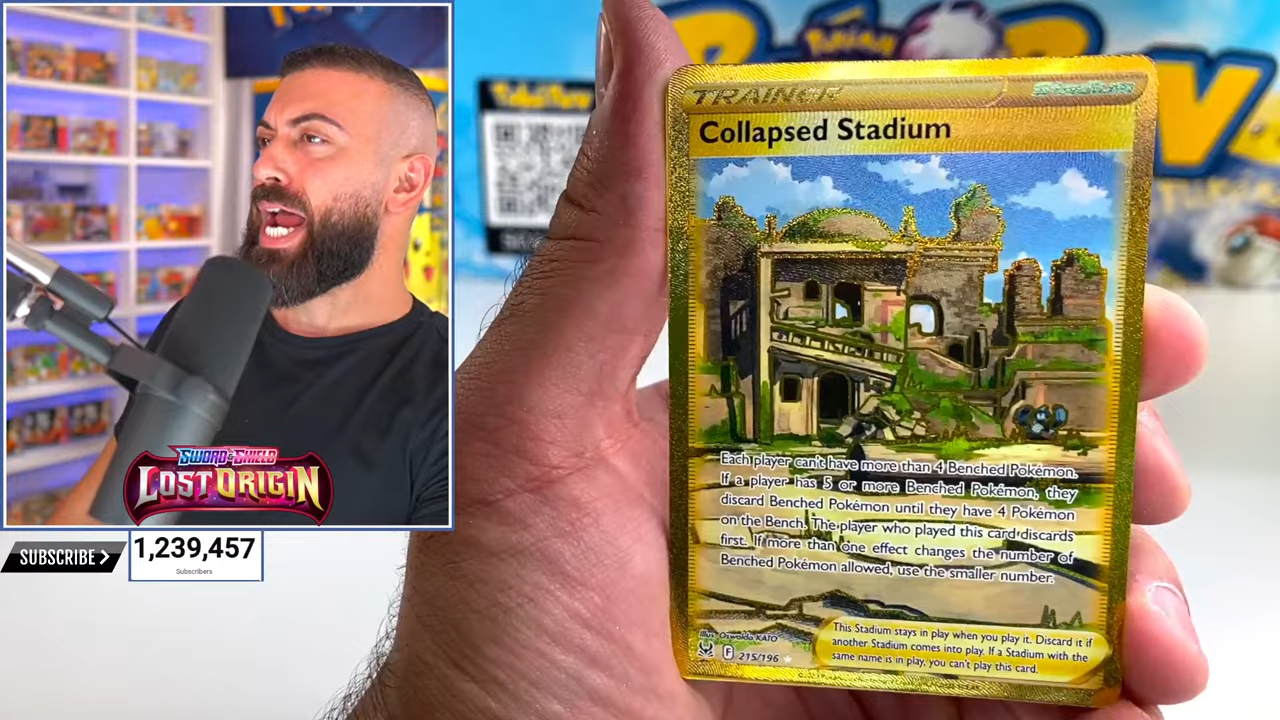 TRAINER
Stadium
Collapsed Stadium
Each player can't have more than 4 Benched Pokémon.
If a player has 5 or more Benched Pokémon, they
discard Benched Pokémon until they have 4 Pokémon
on the Bench. The player who played this card discards
first. If more than one effect changes the number of
Benched Pokémon allowed, use the smaller number.
Illus. Oswaldo KATO
F 215/196
This Stadium stays in play when you play it. Discard it if
another Stadium comes into play. If a Stadium with the
same name is in play, you can't play this card.
SWORD & SHIELD
LOST ORIGIN
SUBSCRIBE >
1,239,457
Subscribers